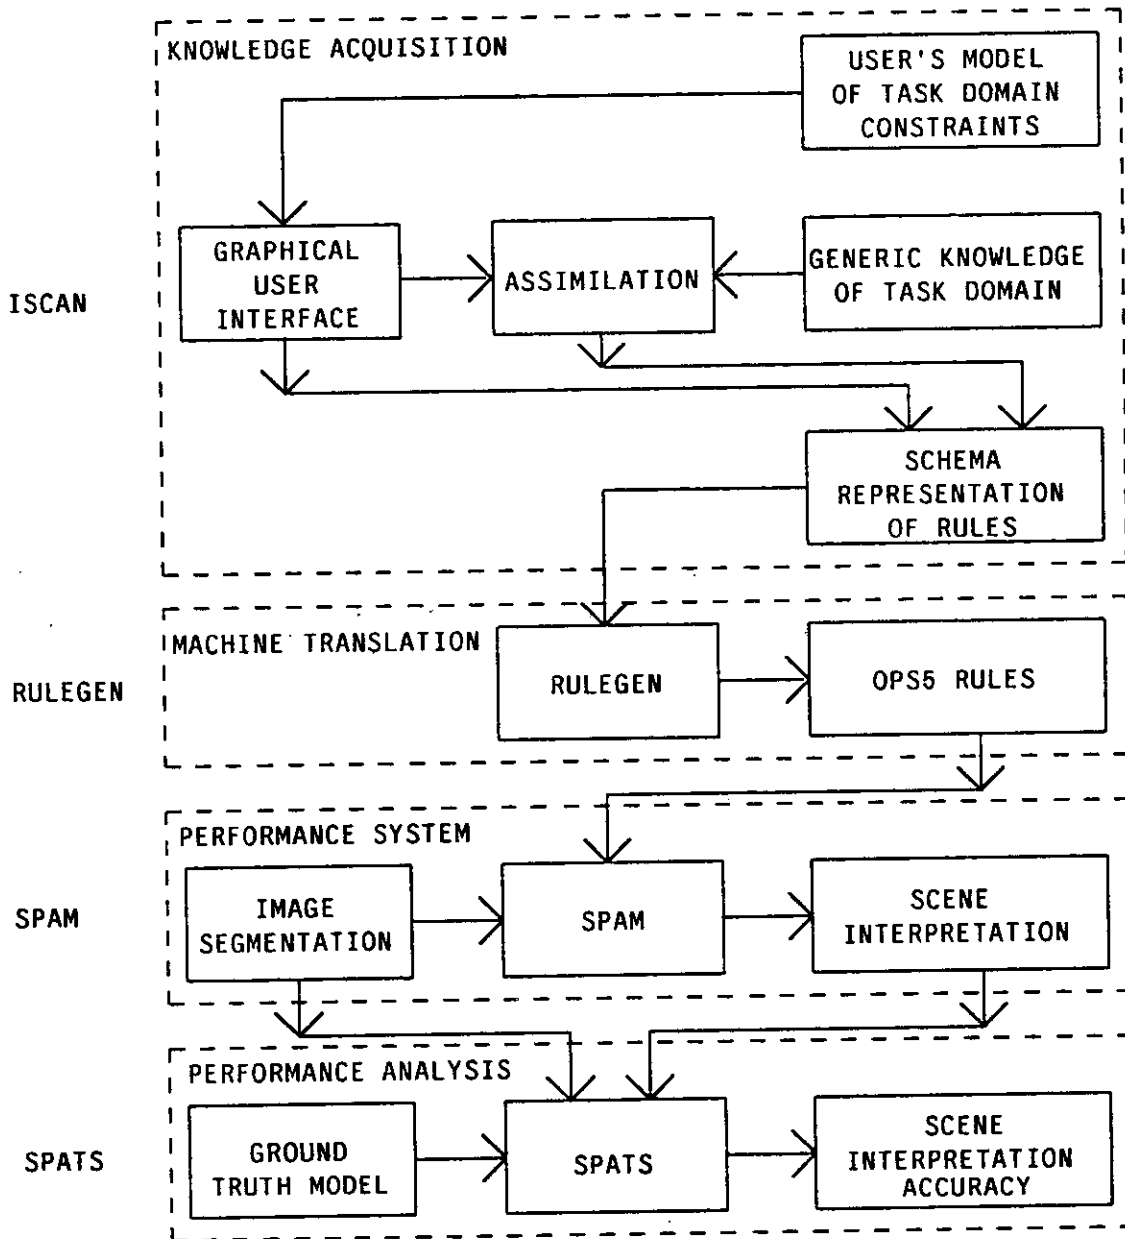 KNOWLEDGE ACQUISITION
USER'S MODEL
OF TASK DOMAIN
CONSTRAINTS
ISCAN
GRAPHICAL
USER
INTERFACE
ASSIMILATION
GENERIC KNOWLEDGE
OF TASK DOMAIN
SCHEMA
REPRESENTATION
OF RULES
RULEGEN
MACHINE TRANSLATION
RULEGEN
OPS5 RULES
SPAM
PERFORMANCE SYSTEM
IMAGE
SEGMENTATION
SPAM
SCENE
INTERPRETATION
SPATS
PERFORMANCE ANALYSIS
GROUND
TRUTH MODEL
SPATS
SCENE
INTERPRETATION
ACCURACY